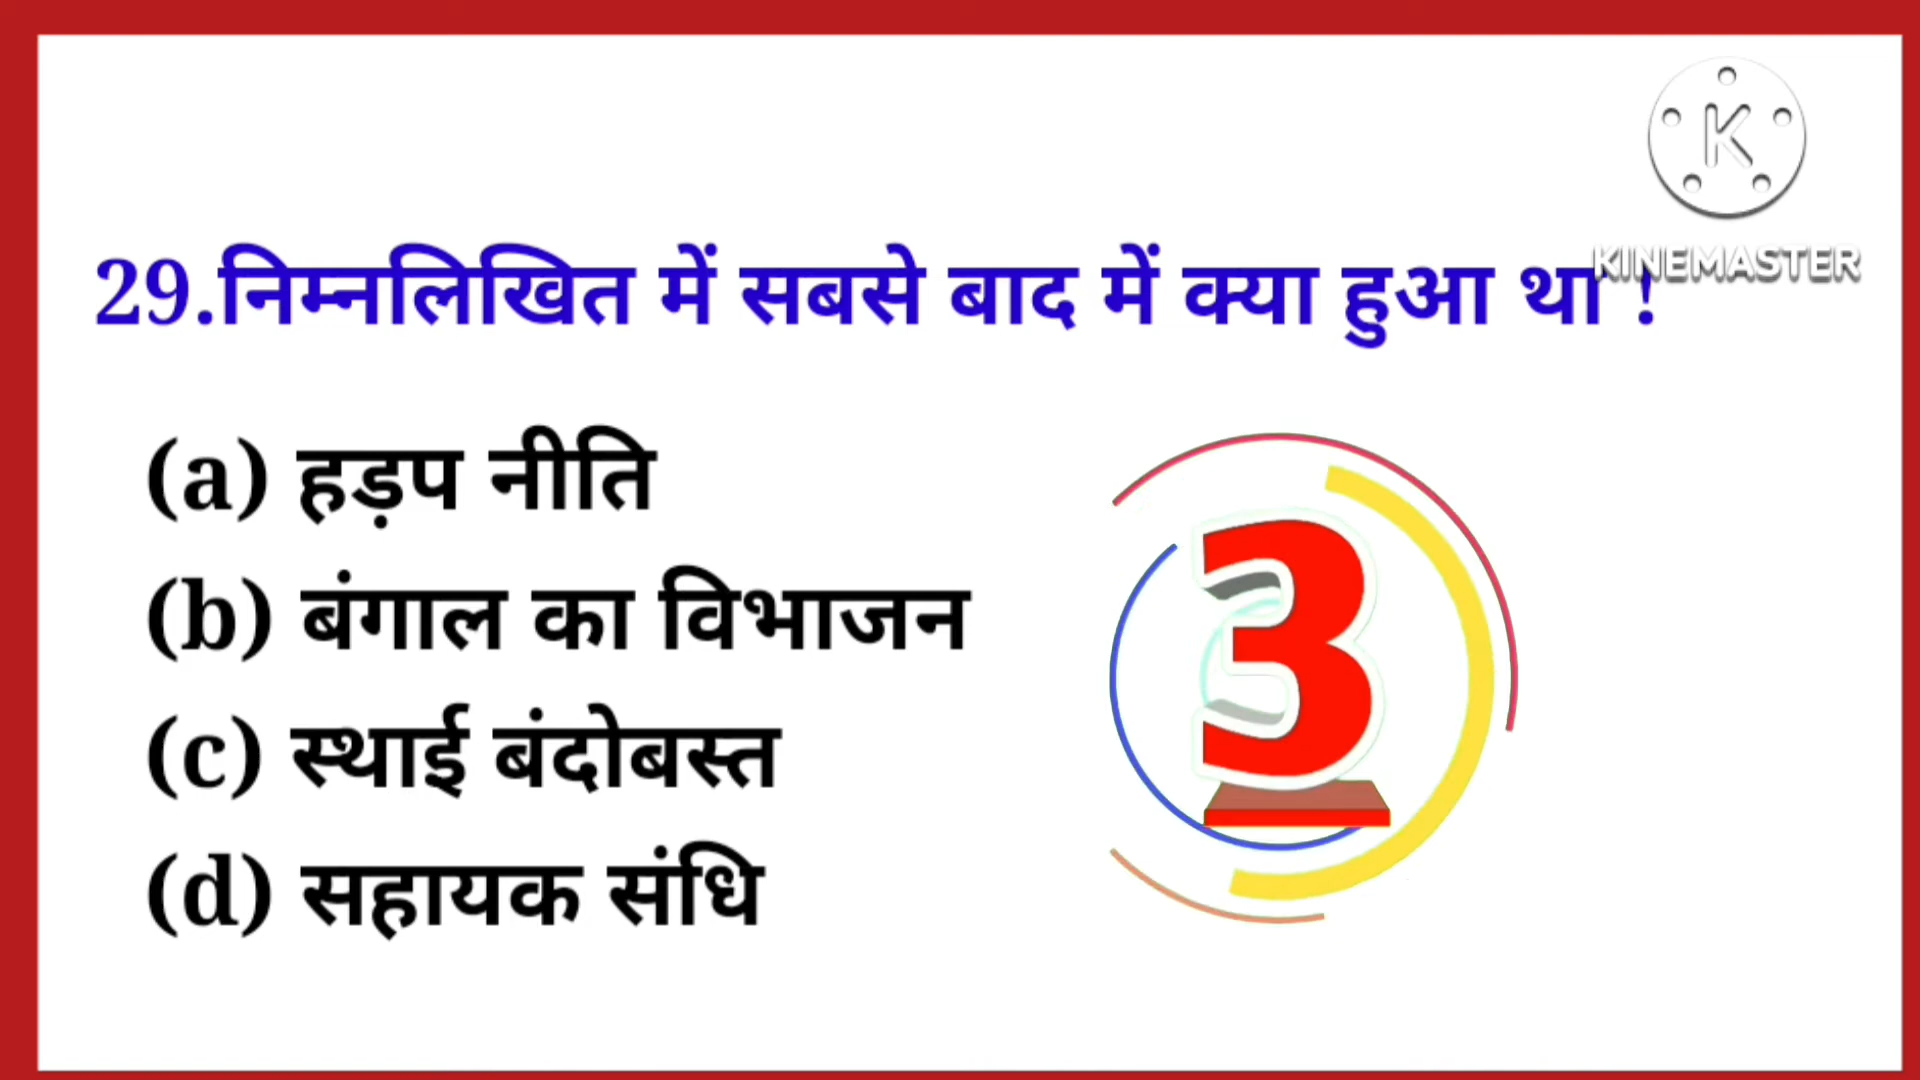 K
KINEMASTER
29.निम्नलिखित में सबसे बाद में क्या हुआ था !
(a) हड़प नीति
(b) बंगाल का विभाजन
3
(c) स्थाई बंदोबस्त
(d) सहायक संधि